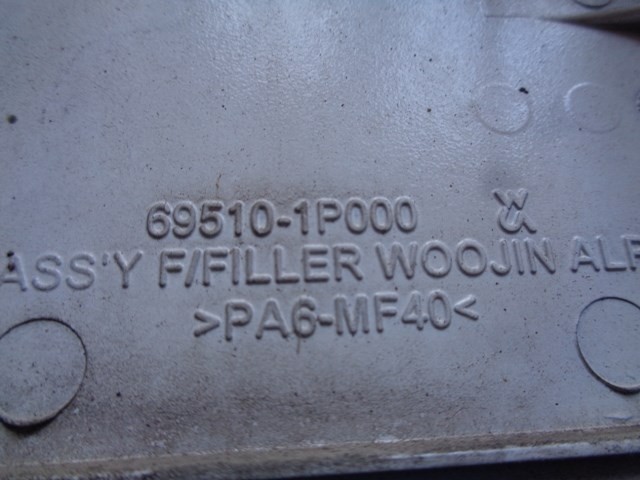 69510-1P000
ASS'Y F/FILLER WOOJIN
>PA6-MF40<